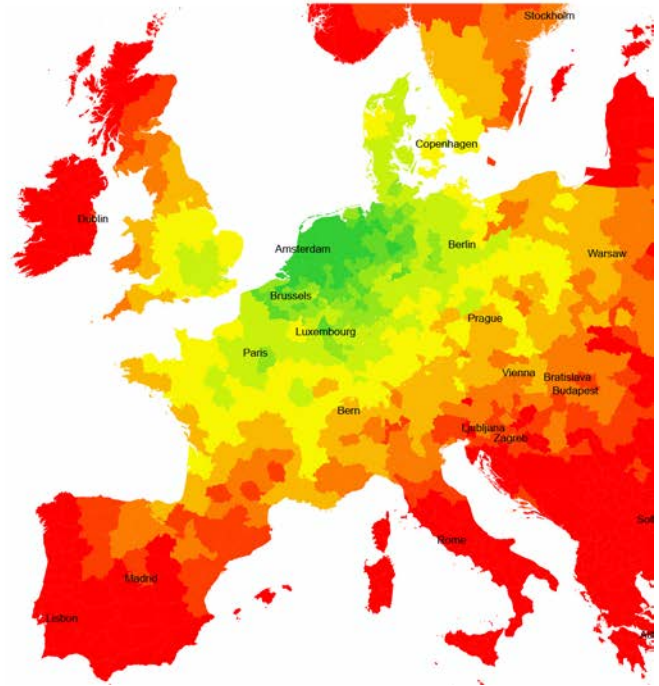 Stockholm
Copenhagen
Dublin
Amsterdam
Berlin
Warsaw
Brussels
Prague
Luxembourg
Paris
Vienna
Bratislava
Budapest
Bern
Ljubljana
Zagreb
Rome
Madrid
Lisbon